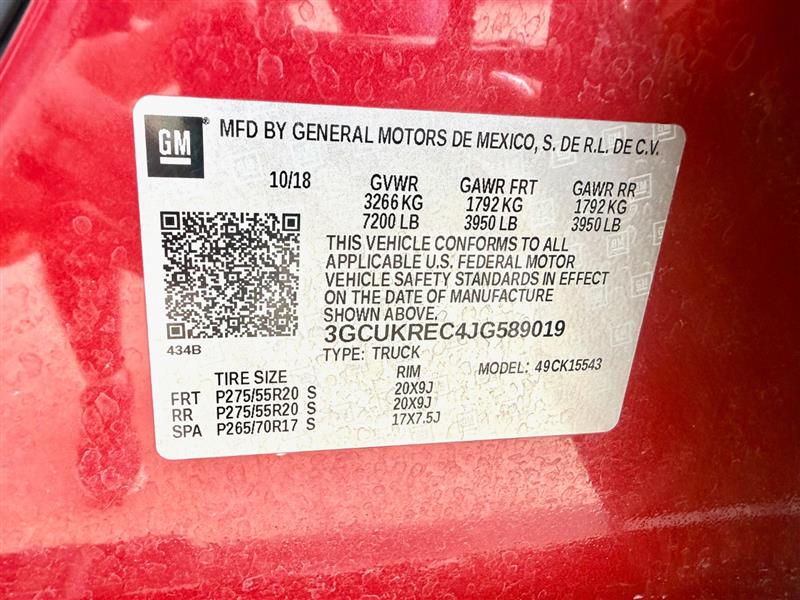 GM
MFD BY GENERAL MOTORS DE MEXICO, S. DE R.L. DE C.V.
10/18 GVWR GAWR FRT GAWR RR
3266 KG 1792 KG 1792 KG
7200 LB 3950 LB 3950 LB
THIS VEHICLE CONFORMS TO ALL
APPLICABLE U.S. FEDERAL MOTOR
VEHICLE SAFETY STANDARDS IN EFFECT
ON THE DATE OF MANUFACTURE
SHOWN ABOVE.
434B
3GCUKREC4JG589019
TYPE: TRUCK MODEL: 49CK15543
TIRE SIZE RIM
FRT P275/55R20 S 20X9J
RR P275/55R20 S 20X9J
SPA P265/70R17 S 17X7.5J